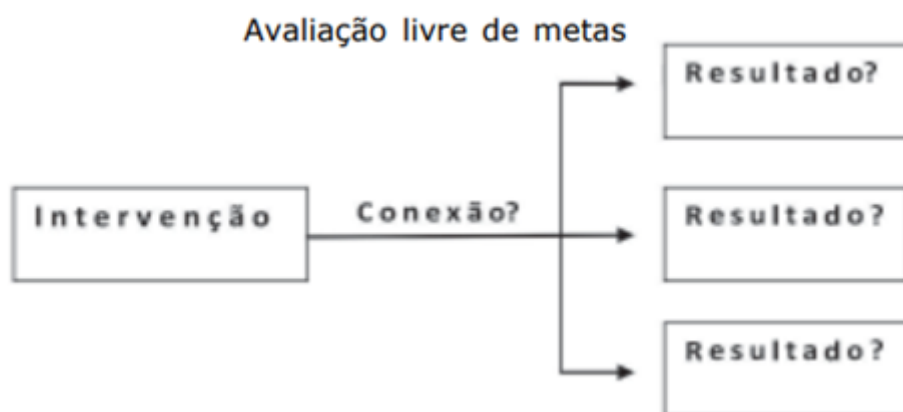 Avaliação livre de metas
Resultado?
Intervenção
Conexão?
Resultado?
Resultado?